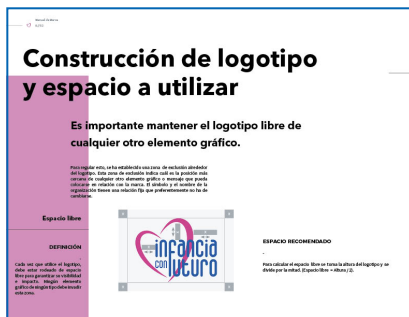 Manual de Marca
Construcción de logotipo
y espacio a utilizar
Es importante mantener el logotipo libre de
cualquier otro elemento gráfico.
Para regular esto, se ha establecido una zona de exclusión alrededor
del logotipo. Esta zona de exclusión indica cuál es la posición más
cercana de cualquier otro elemento gráfico o mensaje que pueda
colocarse en relación con la marca. El símbolo y el nombre de la
organización tienen una relación fija que preferentemente no ha de
cambiarse.
Espacio libre
DEFINICIÓN
-
Cada vez que utilice el logotipo,
debe estar rodeado de espacio
libre para garantizar su visibilidad
e impacto. Ningún elemento
gráfico de ningún tipo debe invadir
esta zona.
infancia
con futuro
ESPACIO RECOMENDADO
-
Para calcular el espacio libre se toma la altura del logotipo y se
divide por la mitad. (Espacio libre = Altura / 2).